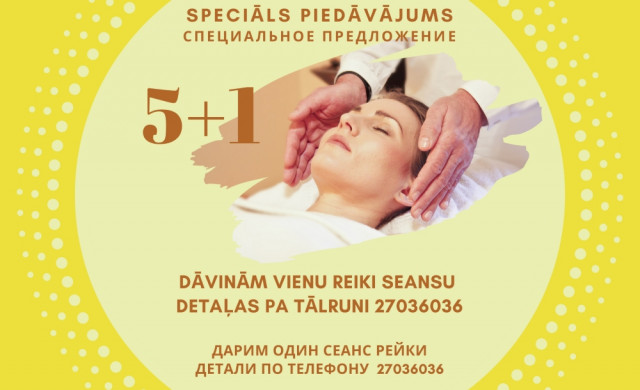 SPECIĀLS PIEDĀVĀJUMS
СПЕЦИАЛЬНОЕ ПРЕДЛОЖЕНИЕ
5+1
DĀVINĀM VIENU REIKI SEANSU
DETAĻAS PA TĀLRUNI 27036036
ДАРИМ ОДИН СЕАНС РЕЙКИ
ДЕТАЛИ ПО ТЕЛЕФОНУ 27036036